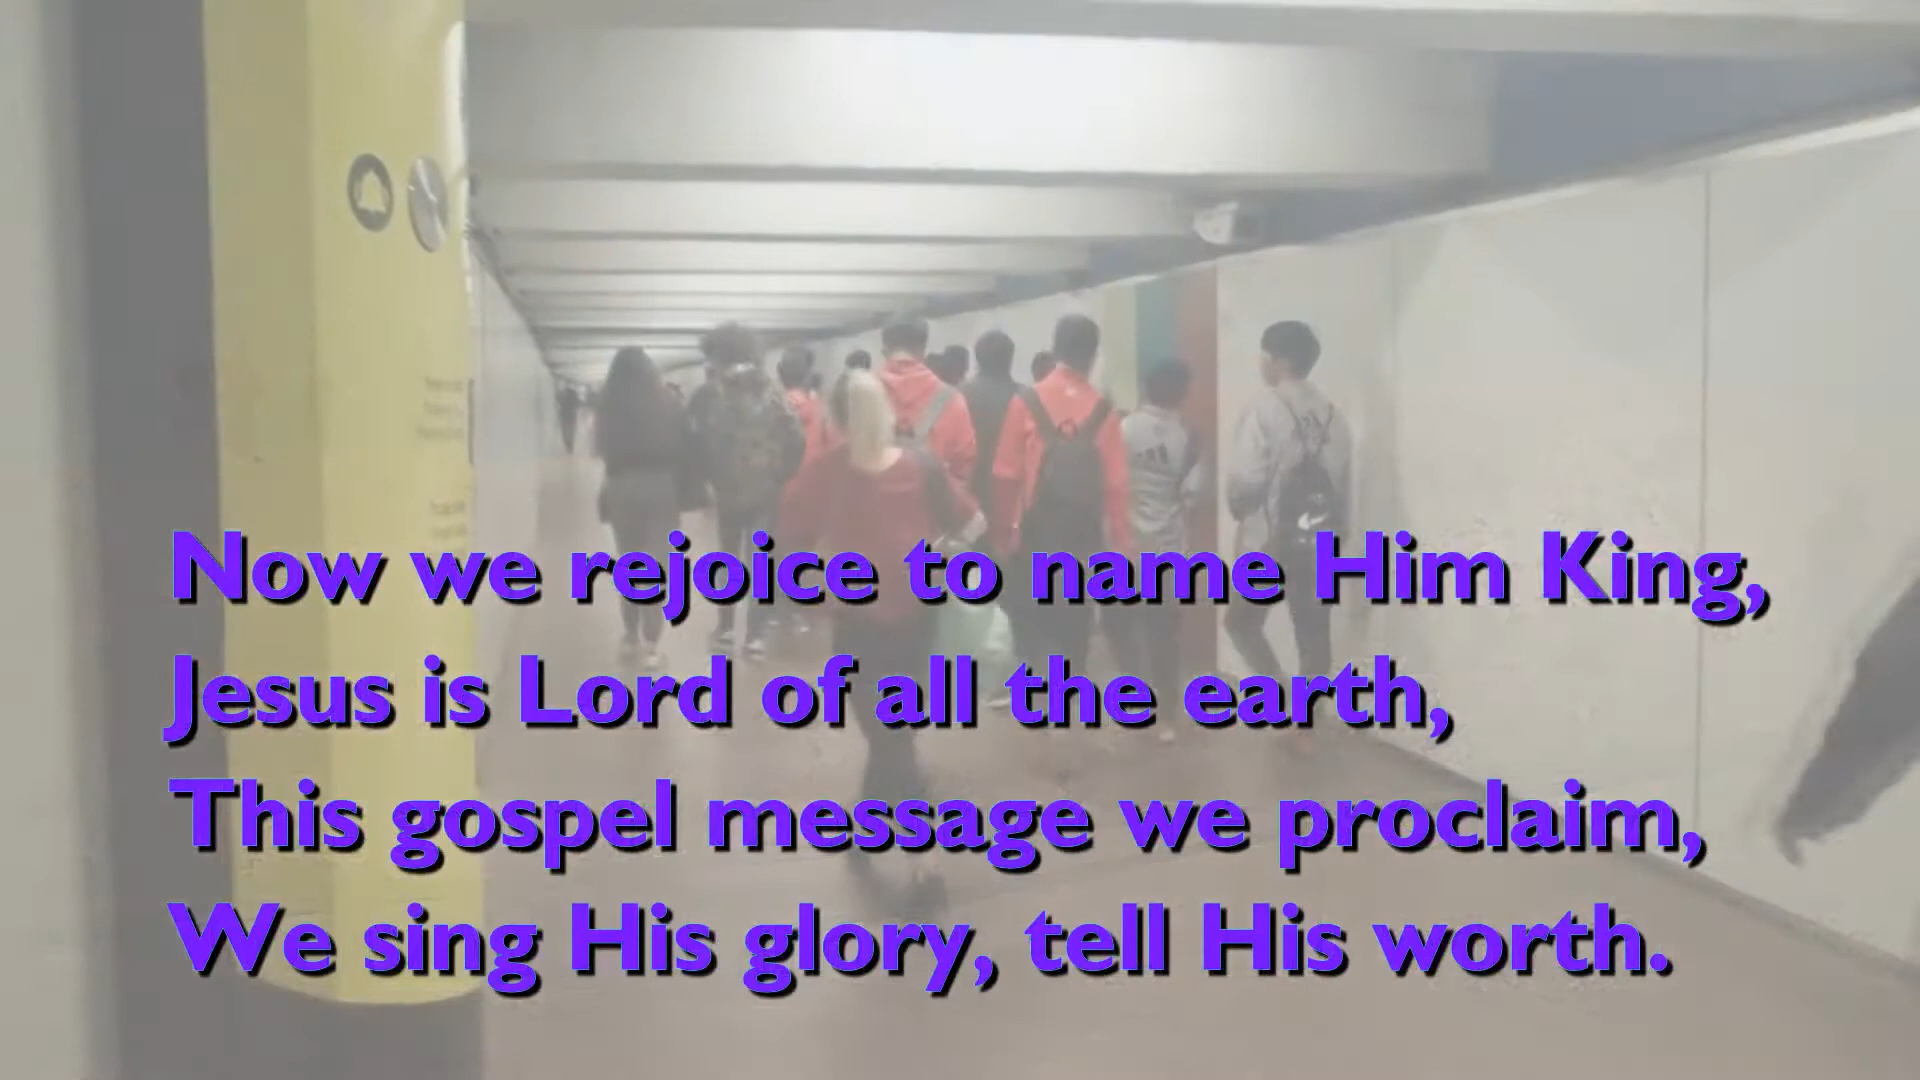 Now we rejoice to name Him King,
Jesus is Lord of all the earth,
This gospel message we proclaim,
We sing His glory, tell His worth.